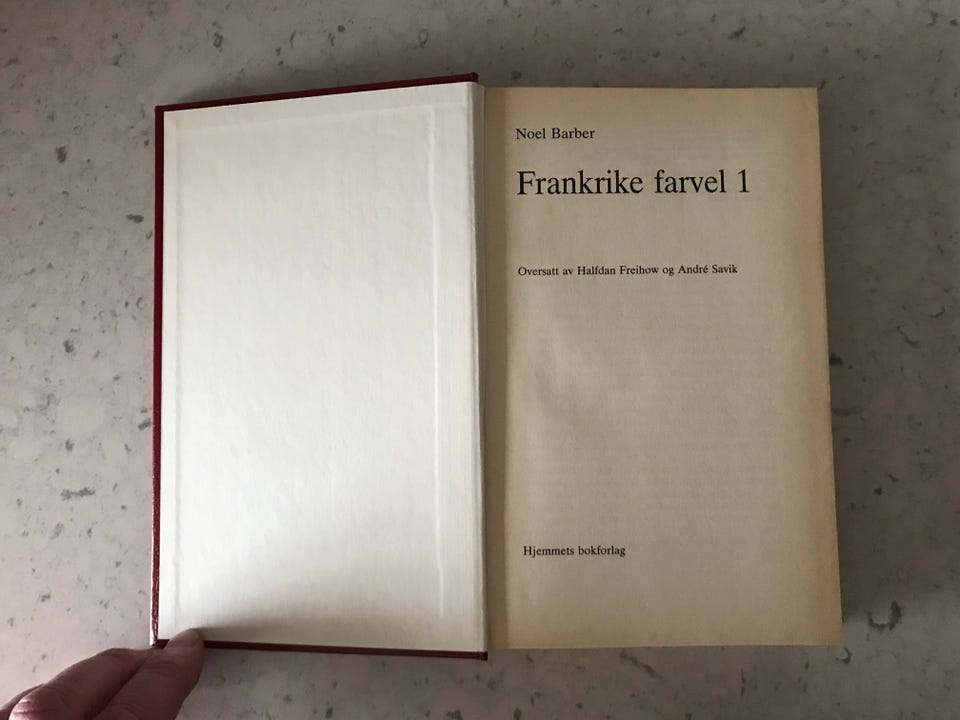 Noel Barber
Frankrike farvel 1
Oversatt av Halfdan Freihow og André Savik
Hjemmets bokforlag